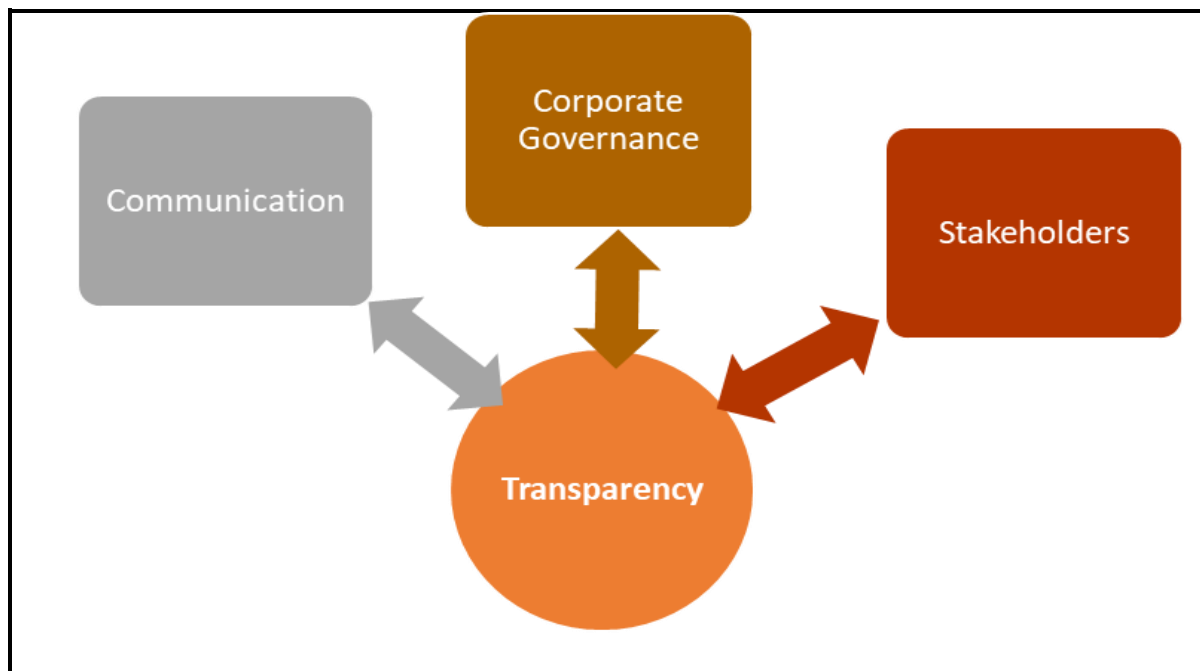 Corporate
Governance
Communication
Stakeholders
Transparency